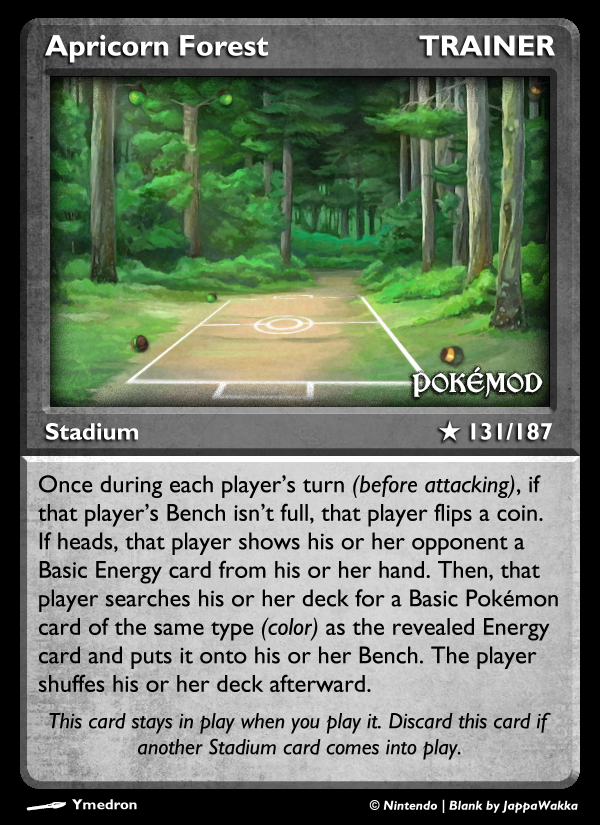 Apricorn Forest TRAINER
POKÉMOD
Stadium ★ 131/187
Once during each player's turn (before attacking), if
that player's Bench isn't full, that player flips a coin.
If heads, that player shows his or her opponent a
Basic Energy card from his or her hand. Then, that
player searches his or her deck for a Basic Pokémon
card of the same type (color) as the revealed Energy
card and puts it onto his or her Bench. The player
shuffes his or her deck afterward.
This card stays in play when you play it. Discard this card if
another Stadium card comes into play.
Ymedron © Nintendo | Blank by JappaWakka